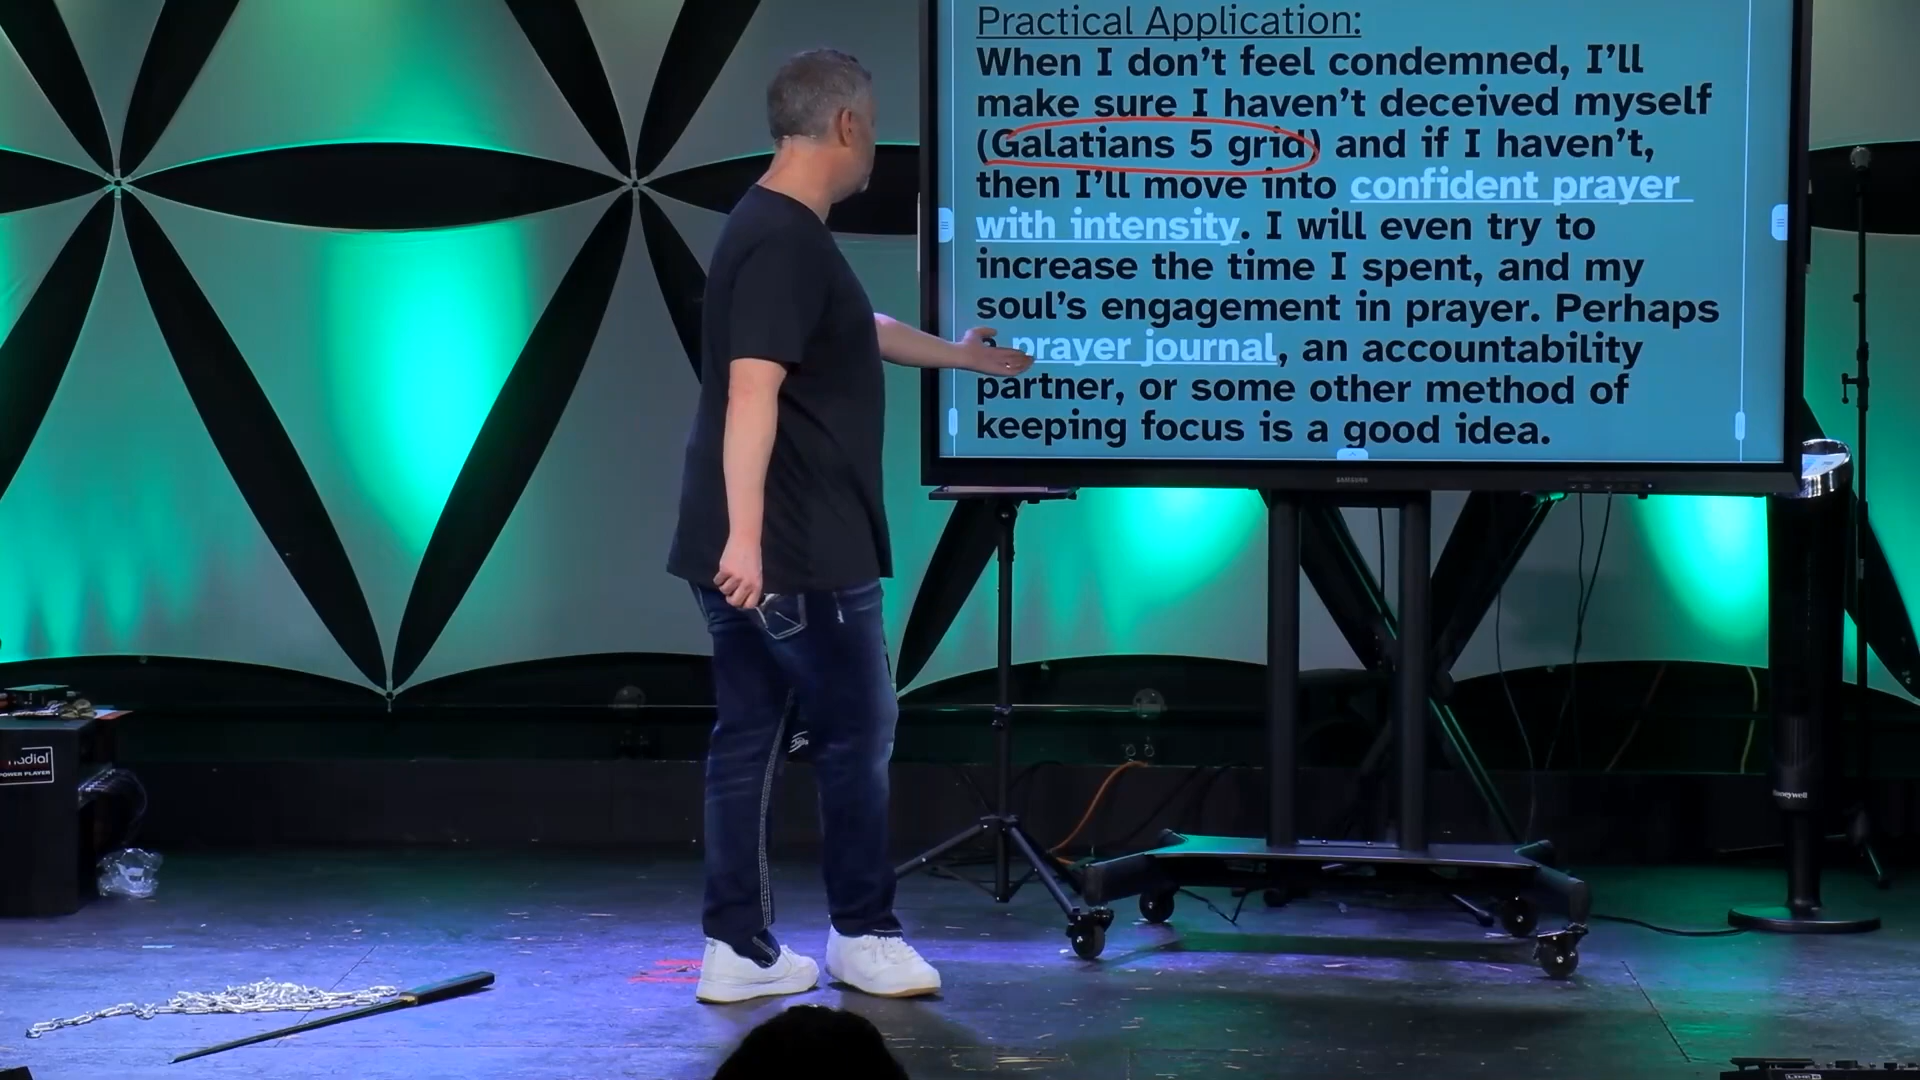 Practical Application:
When I don't feel condemned, I'll
make sure I haven't deceived myself
(Galatians 5 grid) and if I haven't,
then I'll move into confident prayer
with intensity. I will even try to
increase the time I spent, and my
soul's engagement in prayer. Perhaps
prayer journal, an accountability
partner, or some other method of
keeping focus is a good idea.
SAMSUNG
radial
POWER PLAYER
Honeywell